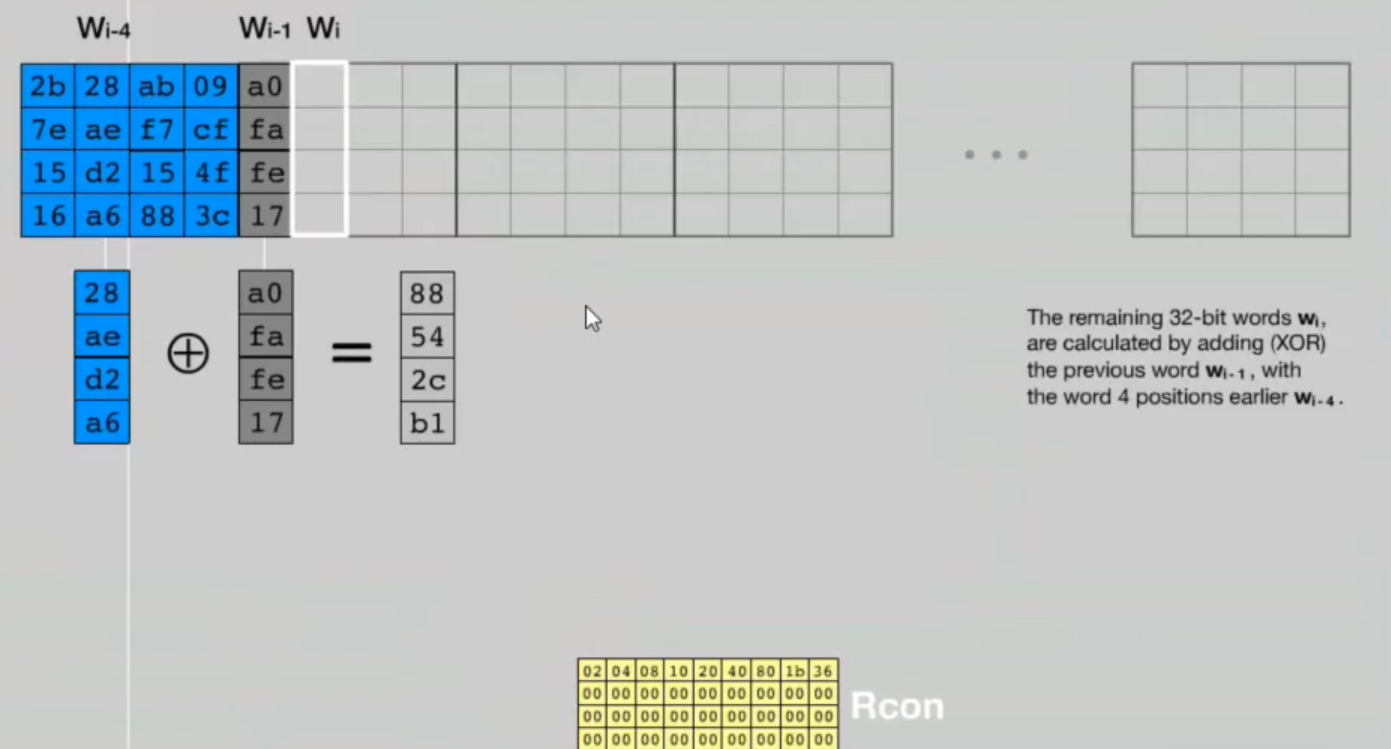 Wi-4 Wi-1 Wi
2b 28 ab 09 a0
7e ae f7 cf fa
15 d2 15 4f fe
16 a6 88 3c 17
...
28 a0 88
ae fa 54
⊕ =
d2 fe 2c
a6 17 b1
The remaining 32-bit words wi,
are calculated by adding (XOR)
the previous word wi-1, with
the word 4 positions earlier wi-4.
02 04 08 10 20 40 80 1b 36
00 00 00 00 00 00 00 00 00
00 00 00 00 00 00 00 00 00
00 00 00 00 00 00 00 00 00
Rcon